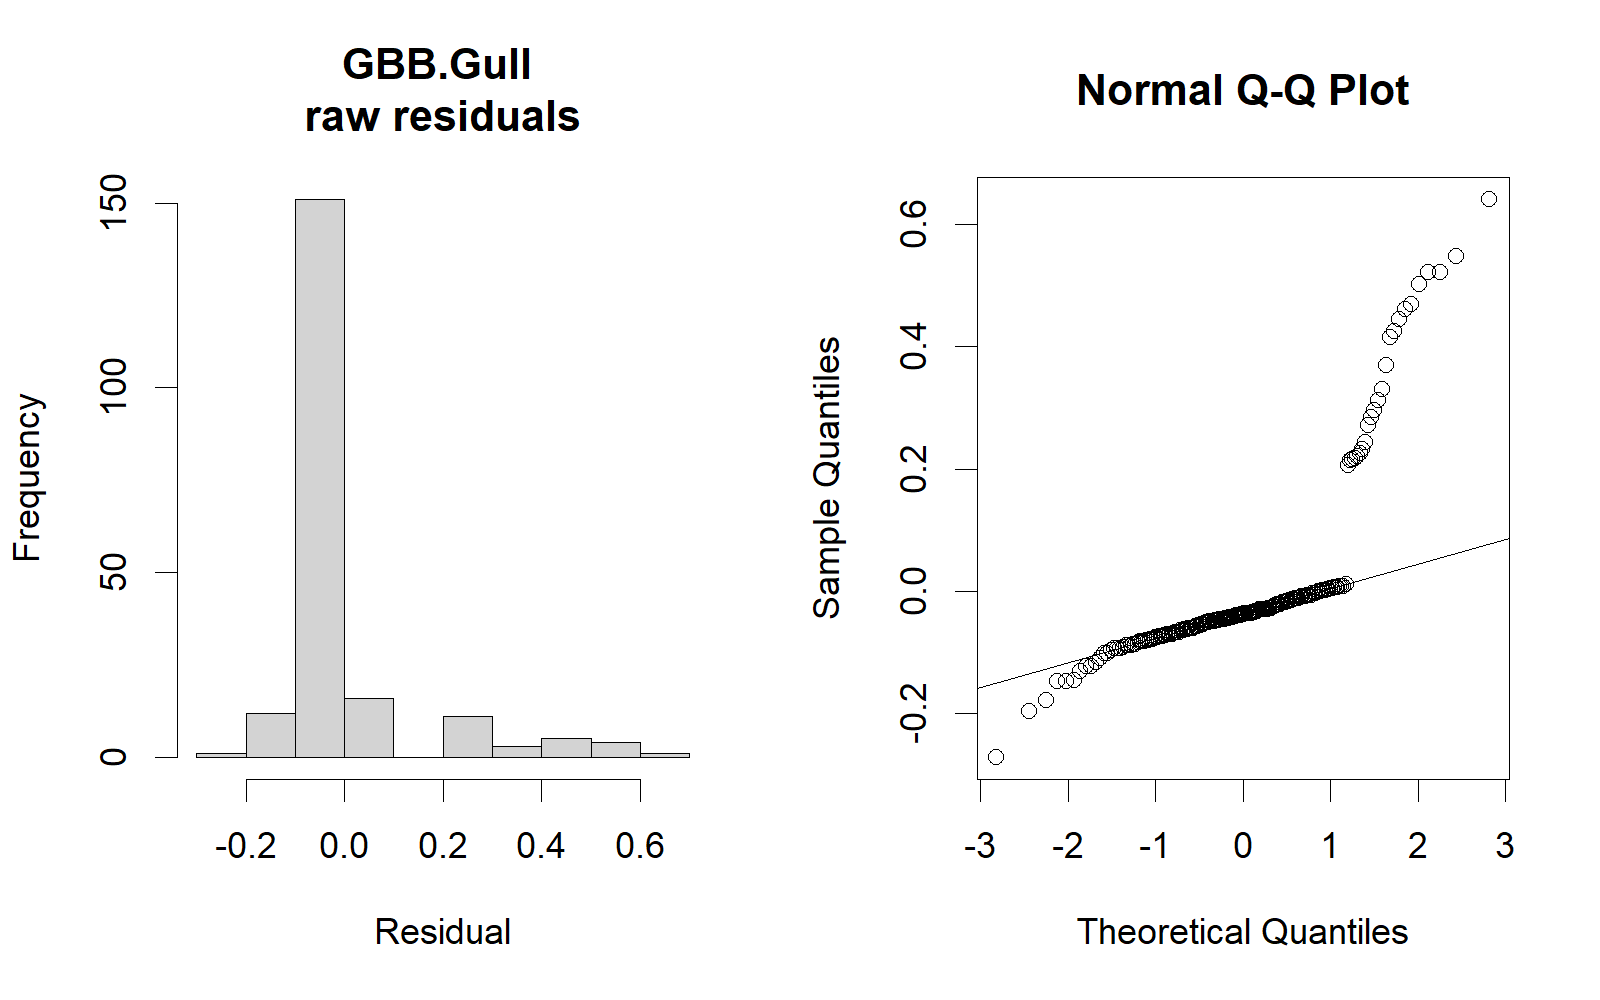 GBB.Gull
raw residuals
Frequency
0
50
100
150
-0.2 0.0 0.2 0.4 0.6
Residual
Normal Q-Q Plot
Sample Quantiles
-0.2
0.0
0.2
0.4
0.6
-3 -2 -1 0 1 2 3
Theoretical Quantiles